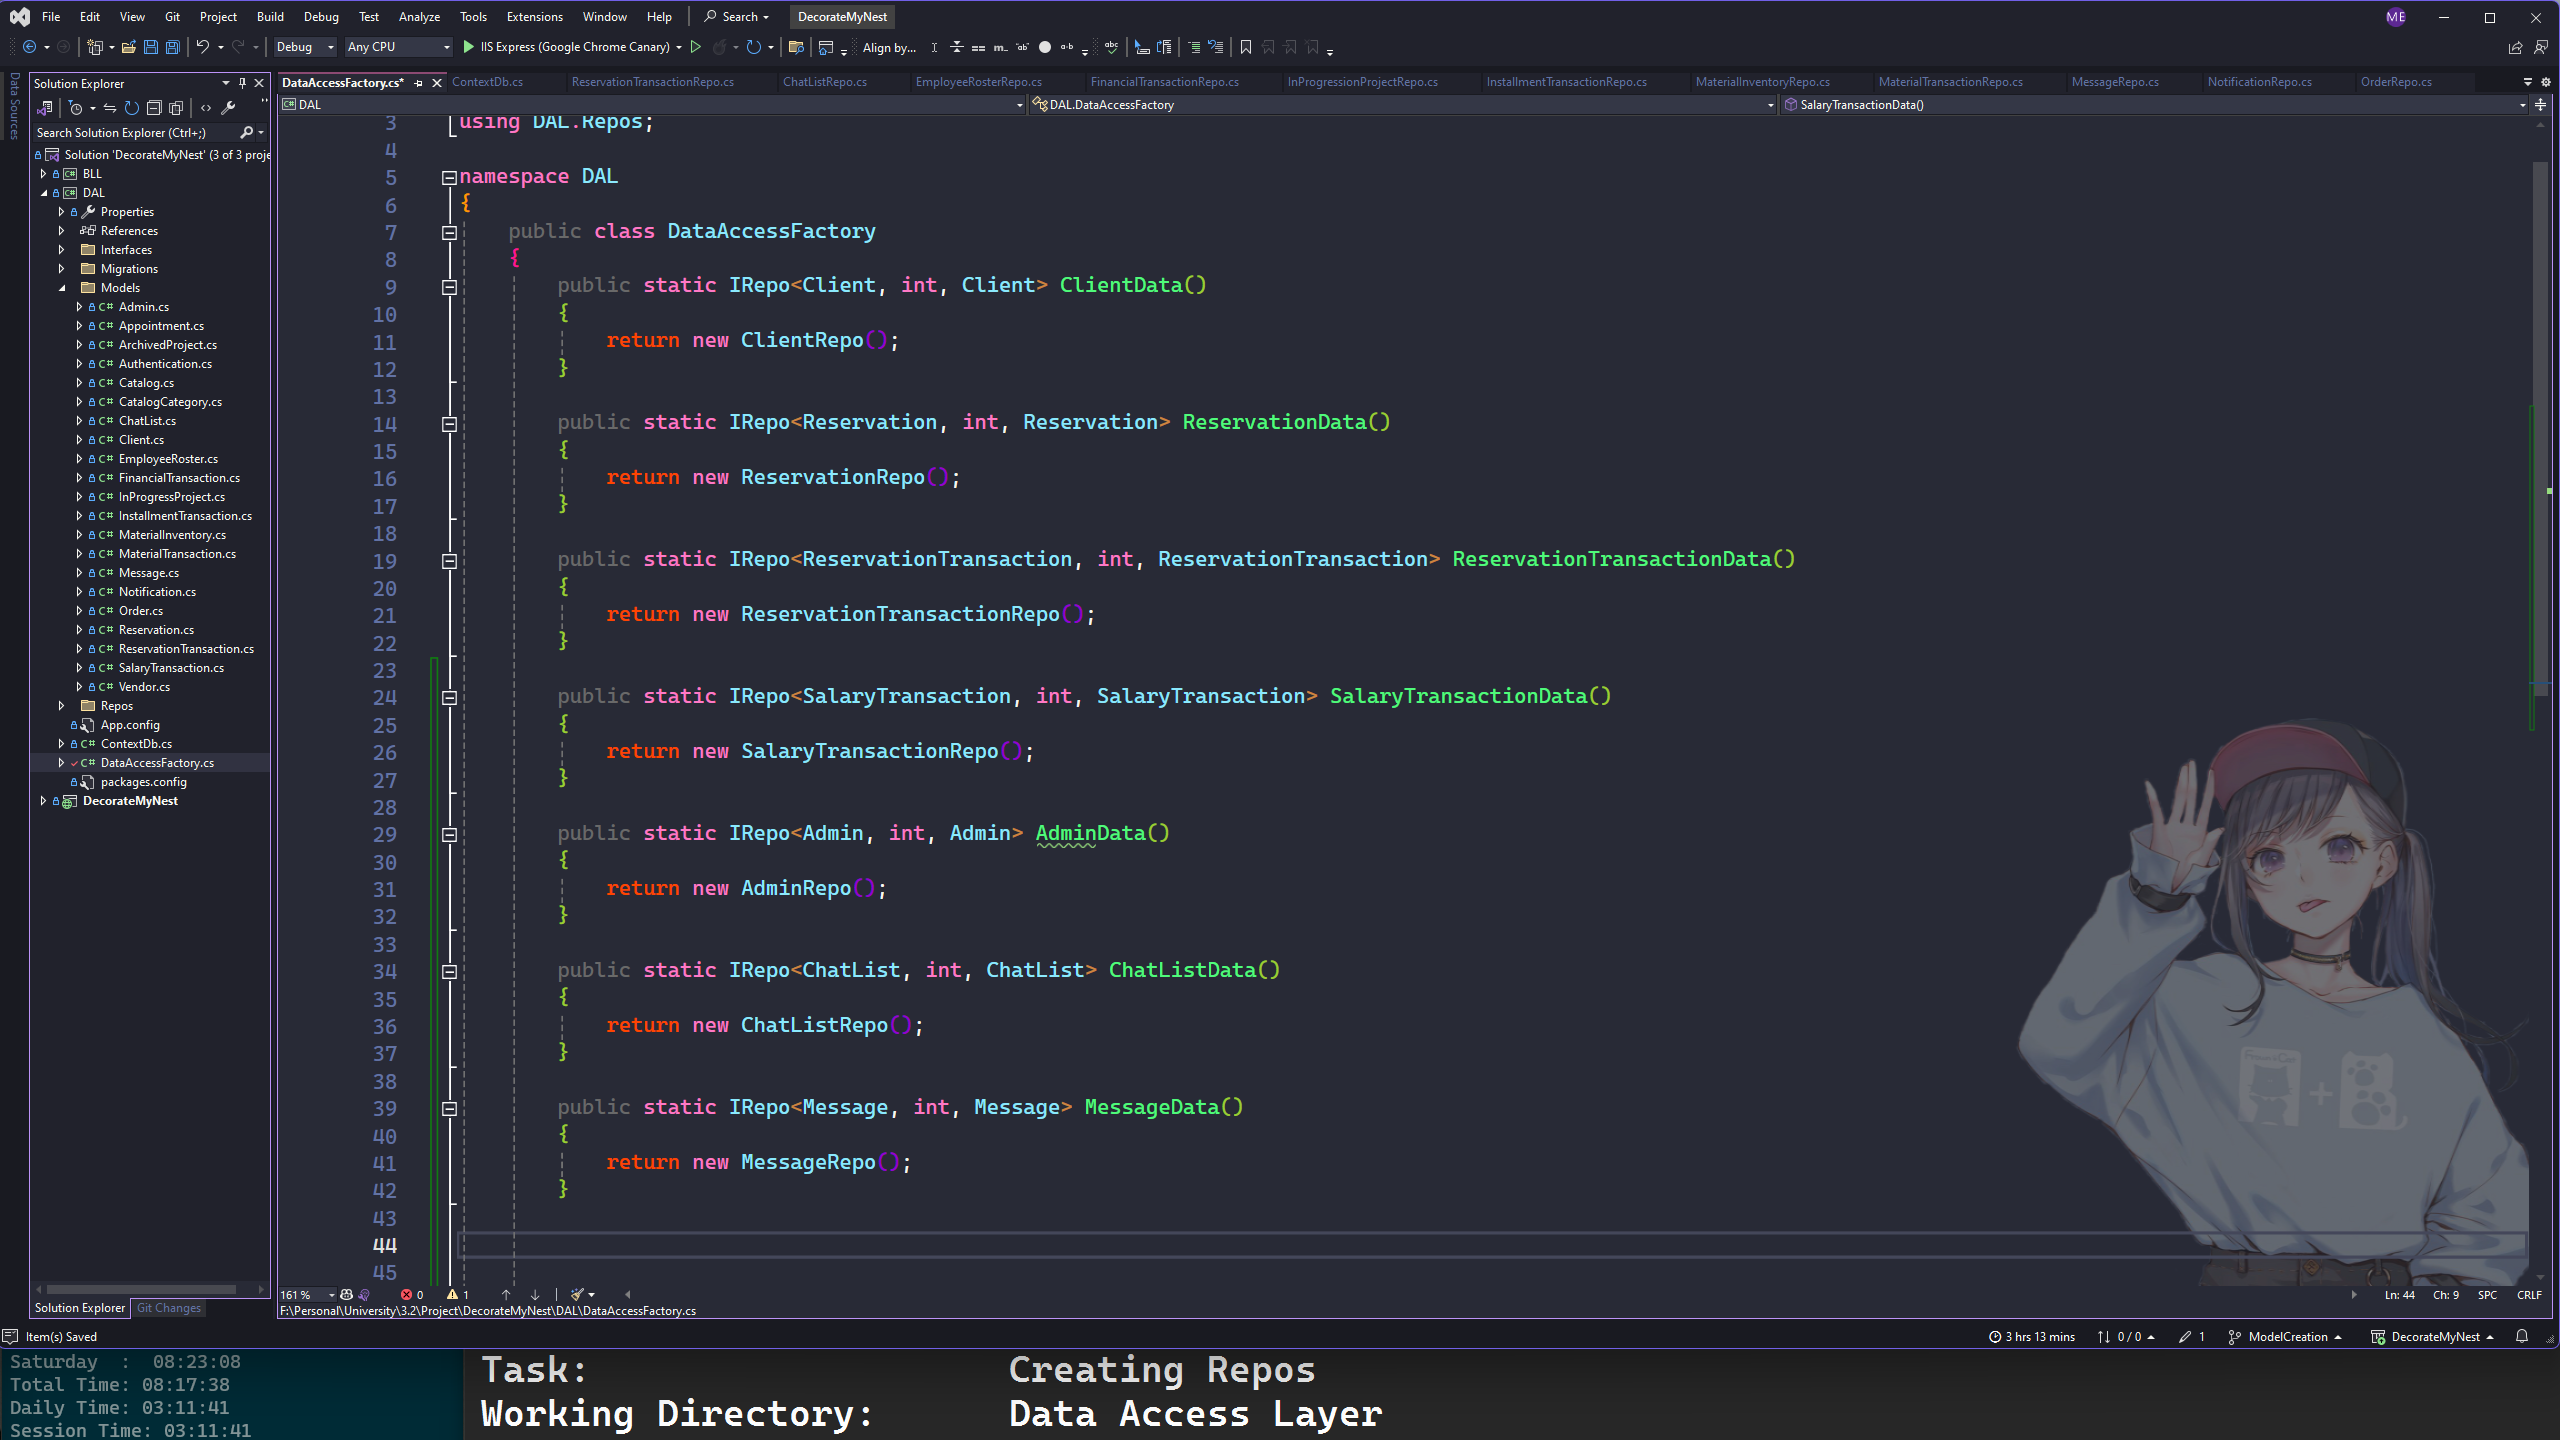 File Edit View Git Project Build Debug Test Analyze Tools Extensions Window Help Search DecorateMyNest ME
Debug Any CPU IIS Express (Google Chrome Canary) Align by...
Data Sources
Solution Explorer
Search Solution Explorer (Ctrl+;)
Solution 'DecorateMyNest' (3 of 3 proje
BLL
DAL
Properties
References
Interfaces
Migrations
Models
C# Admin.cs
C# Appointment.cs
C# ArchivedProject.cs
C# Authentication.cs
C# Catalog.cs
C# CatalogCategory.cs
C# ChatList.cs
C# Client.cs
C# EmployeeRoster.cs
C# FinancialTransaction.cs
C# InProgressProject.cs
C# InstallmentTransaction.cs
C# MaterialInventory.cs
C# MaterialTransaction.cs
C# Message.cs
C# Notification.cs
C# Order.cs
C# Reservation.cs
C# ReservationTransaction.cs
C# SalaryTransaction.cs
C# Vendor.cs
Repos
App.config
C# ContextDb.cs
C# DataAccessFactory.cs
packages.config
DecorateMyNest
Solution Explorer Git Changes
DataAccessFactory.cs* ContextDb.cs ReservationTransactionRepo.cs ChatListRepo.cs EmployeeRosterRepo.cs FinancialTransactionRepo.cs InProgressionProjectRepo.cs InstallmentTransactionRepo.cs MaterialInventoryRepo.cs MaterialTransactionRepo.cs MessageRepo.cs NotificationRepo.cs OrderRepo.cs
C# DAL DAL.DataAccessFactory SalaryTransactionData()
3 using DAL.Repos;
4
5 namespace DAL
6 {
7 public class DataAccessFactory
8 {
9 public static IRepo<Client, int, Client> ClientData()
10 {
11 return new ClientRepo();
12 }
13
14 public static IRepo<Reservation, int, Reservation> ReservationData()
15 {
16 return new ReservationRepo();
17 }
18
19 public static IRepo<ReservationTransaction, int, ReservationTransaction> ReservationTransactionData()
20 {
21 return new ReservationTransactionRepo();
22 }
23
24 public static IRepo<SalaryTransaction, int, SalaryTransaction> SalaryTransactionData()
25 {
26 return new SalaryTransactionRepo();
27 }
28
29 public static IRepo<Admin, int, Admin> AdminData()
30 {
31 return new AdminRepo();
32 }
33
34 public static IRepo<ChatList, int, ChatList> ChatListData()
35 {
36 return new ChatListRepo();
37 }
38
39 public static IRepo<Message, int, Message> MessageData()
40 {
41 return new MessageRepo();
42 }
43
44
45
161 % 0 1 Ln: 44 Ch: 9 SPC CRLF
F:\Personal\University\3.2\Project\DecorateMyNest\DAL\DataAccessFactory.cs
Item(s) Saved 3 hrs 13 mins 0 / 0 1 ModelCreation DecorateMyNest
Saturday : 08:23:08
Total Time: 08:17:38
Daily Time: 03:11:41
Session Time: 03:11:41
Task: Creating Repos
Working Directory: Data Access Layer